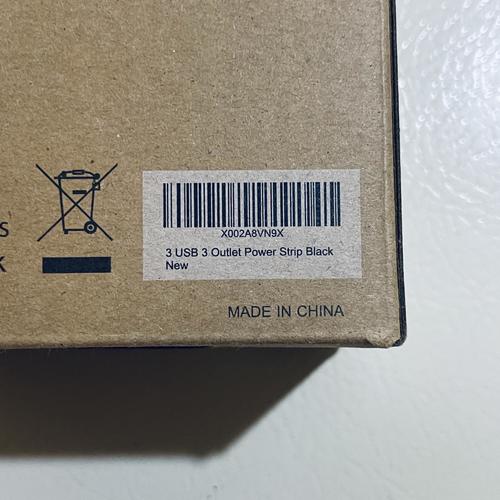 X002A8VN9X
3 USB 3 Outlet Power Strip Black
New
S
K
MADE IN CHINA